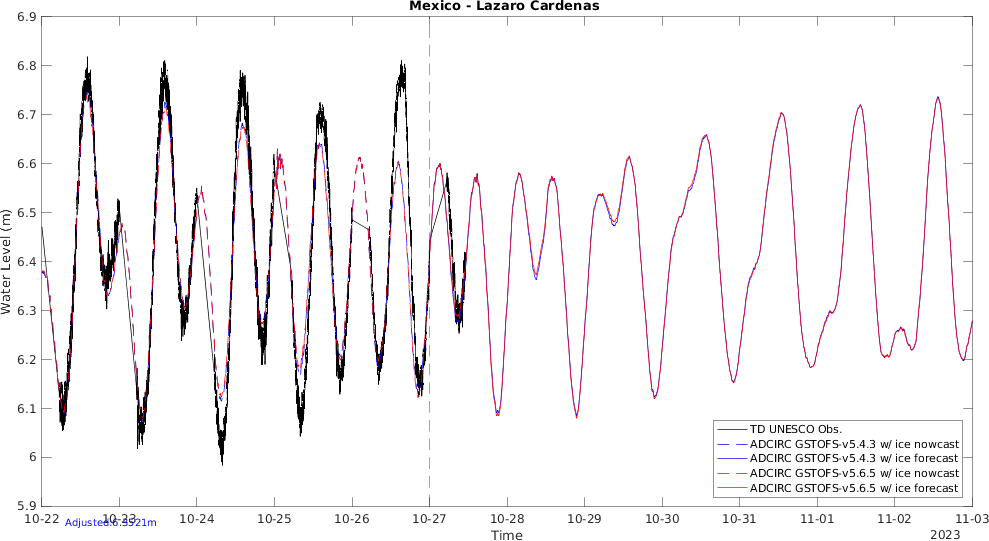 Mexico - Lazaro Cardenas
Water Level (m)
6.9
6.8
6.7
6.6
6.5
6.4
6.3
6.2
6.1
6
5.9
10-22
10-23
10-24
10-25
10-26
10-27
10-28
10-29
10-30
10-31
11-01
11-02
11-03
Adjusted:6.3521m
Time
2023
TD UNESCO Obs.
ADCIRC GSTOFS-v5.4.3 w/ ice nowcast
ADCIRC GSTOFS-v5.4.3 w/ ice forecast
ADCIRC GSTOFS-v5.6.5 w/ ice nowcast
ADCIRC GSTOFS-v5.6.5 w/ ice forecast